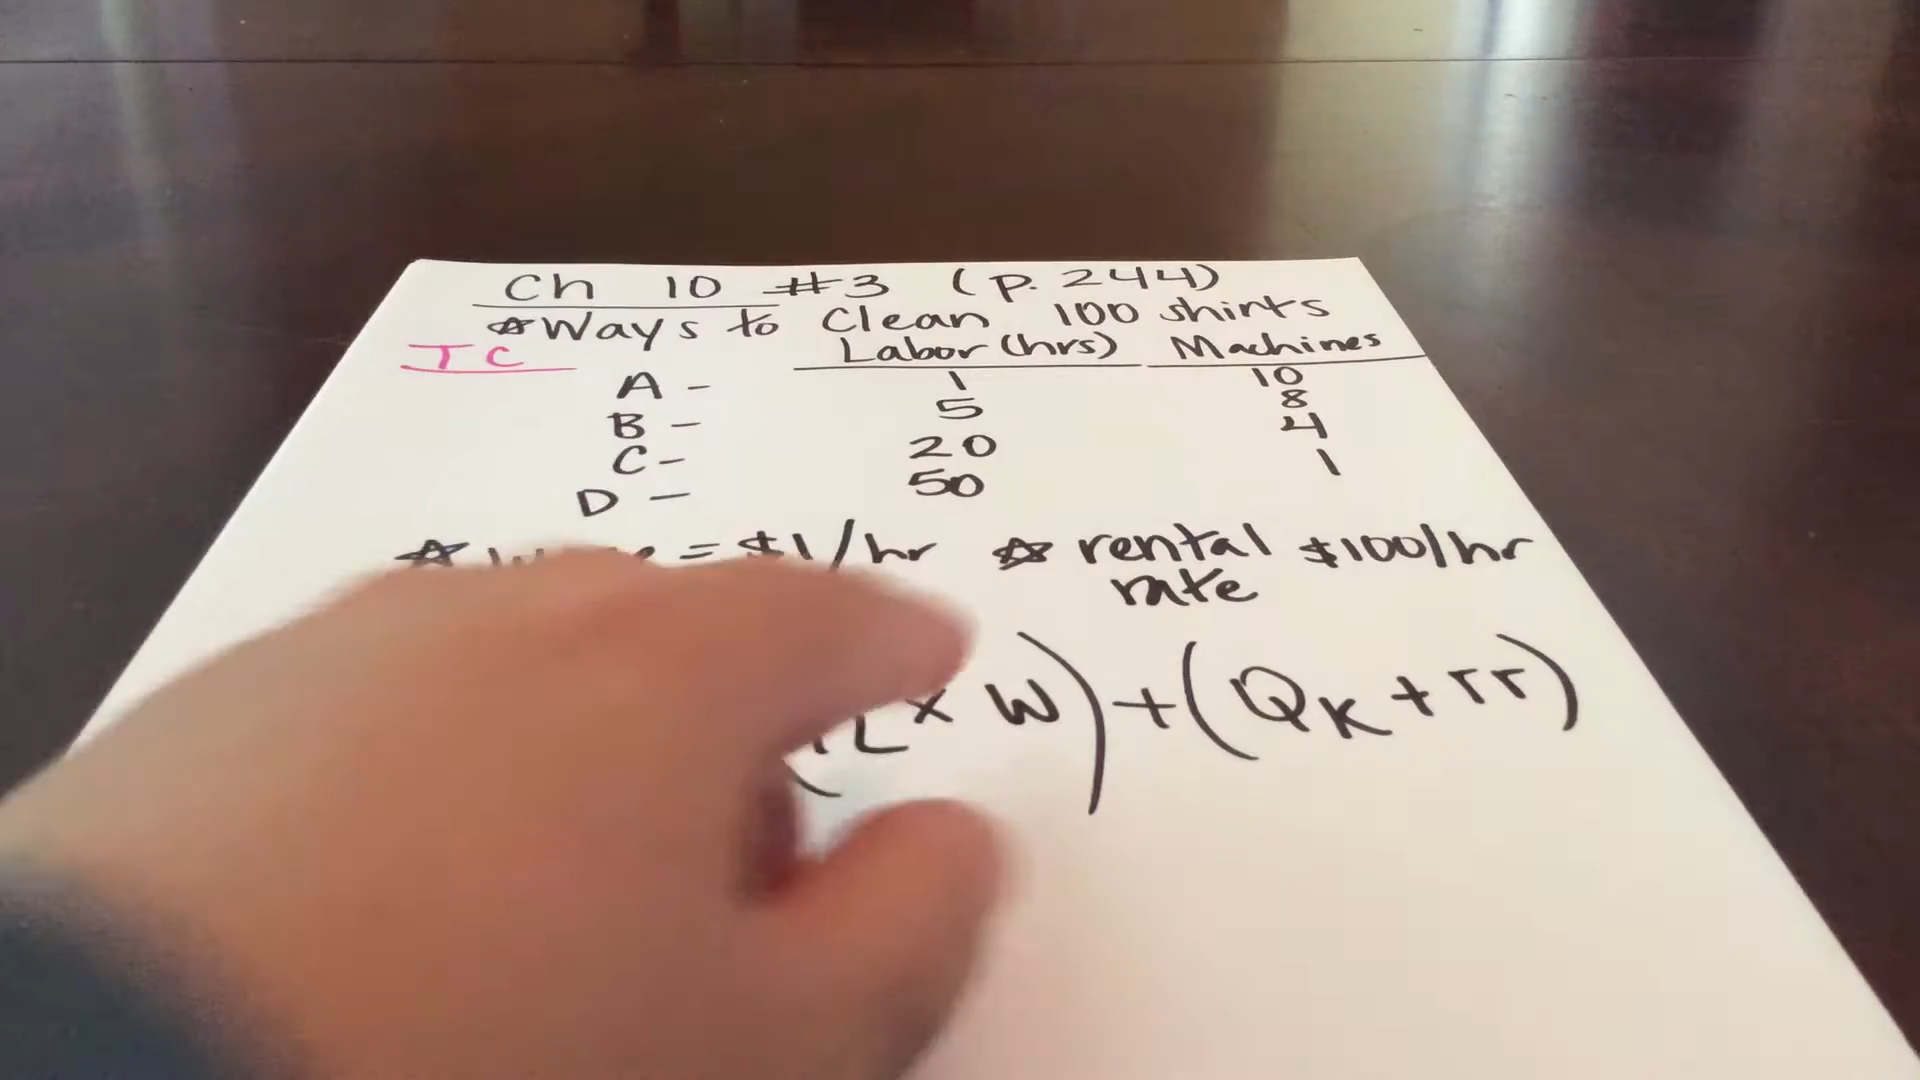 Ch 10 #3 (p. 244)
☆Ways to Clean 100 shirts
TC Labor (hrs) Machines
A - 1 10
B - 5 8
C - 20 4
D - 50 1
☆ = $1/hr ☆ rental $100/hr
rate
L × W) + (QK + rr)